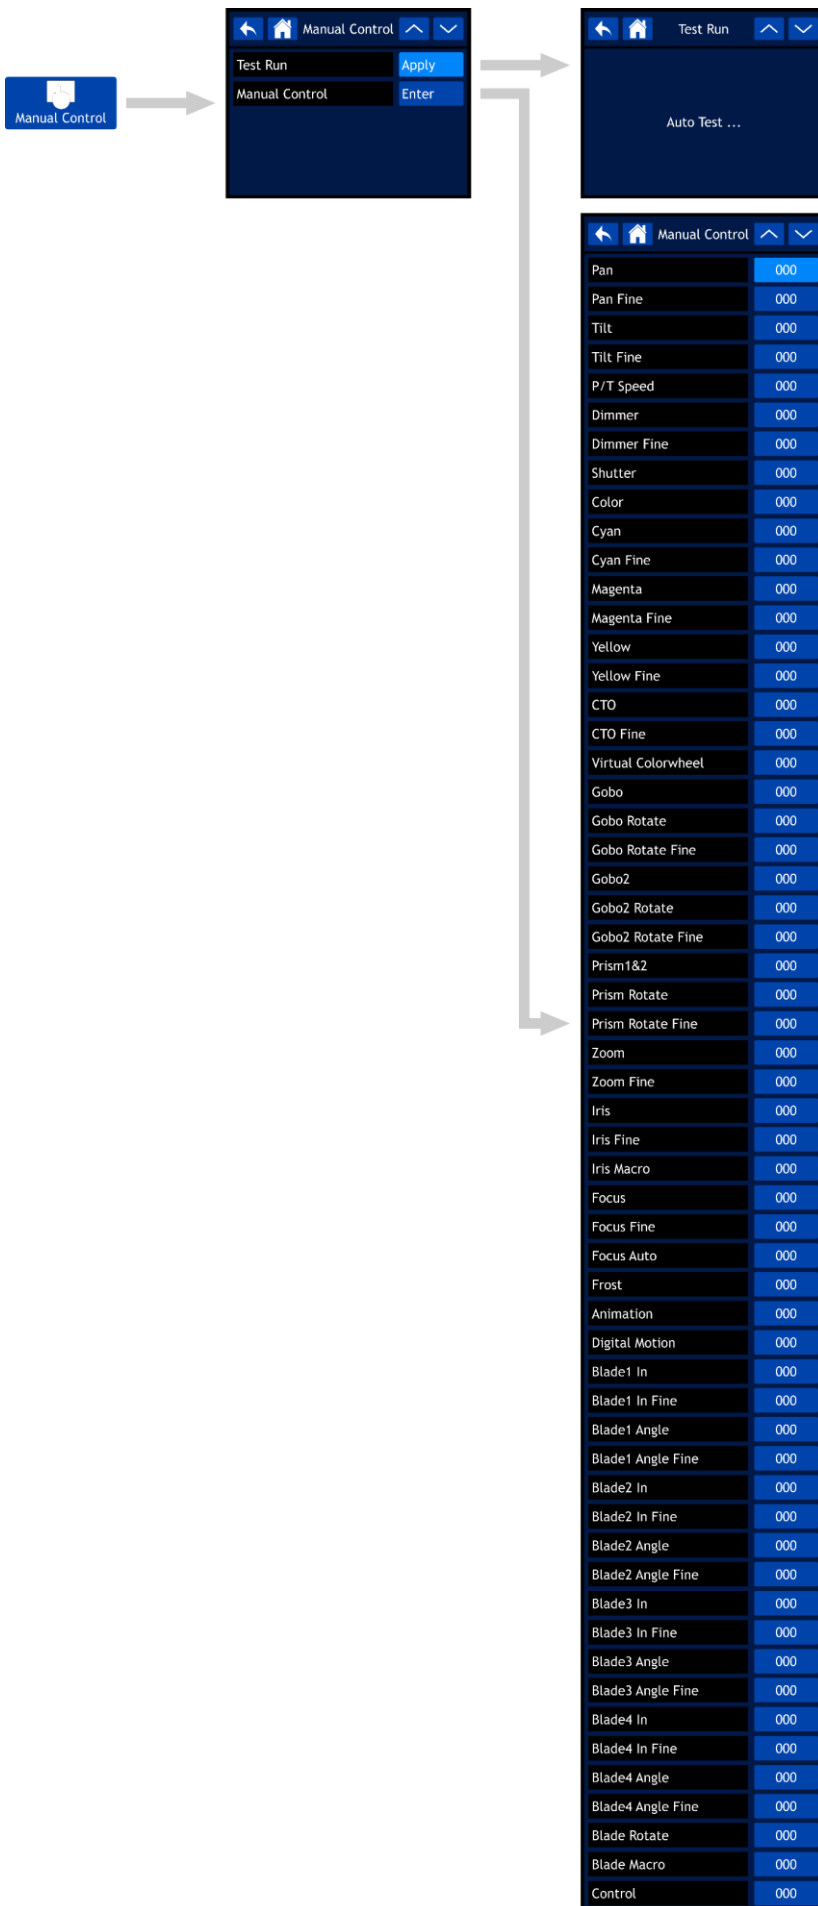 Manual Control
Manual Control
Test Run Apply
Manual Control Enter
Test Run
Auto Test ...
Manual Control
Pan 000
Pan Fine 000
Tilt 000
Tilt Fine 000
P/T Speed 000
Dimmer 000
Dimmer Fine 000
Shutter 000
Color 000
Cyan 000
Cyan Fine 000
Magenta 000
Magenta Fine 000
Yellow 000
Yellow Fine 000
CTO 000
CTO Fine 000
Virtual Colorwheel 000
Gobo 000
Gobo Rotate 000
Gobo Rotate Fine 000
Gobo2 000
Gobo2 Rotate 000
Gobo2 Rotate Fine 000
Prism1&2 000
Prism Rotate 000
Prism Rotate Fine 000
Zoom 000
Zoom Fine 000
Iris 000
Iris Fine 000
Iris Macro 000
Focus 000
Focus Fine 000
Focus Auto 000
Frost 000
Animation 000
Digital Motion 000
Blade1 In 000
Blade1 In Fine 000
Blade1 Angle 000
Blade1 Angle Fine 000
Blade2 In 000
Blade2 In Fine 000
Blade2 Angle 000
Blade2 Angle Fine 000
Blade3 In 000
Blade3 In Fine 000
Blade3 Angle 000
Blade3 Angle Fine 000
Blade4 In 000
Blade4 In Fine 000
Blade4 Angle 000
Blade4 Angle Fine 000
Blade Rotate 000
Blade Macro 000
Control 000